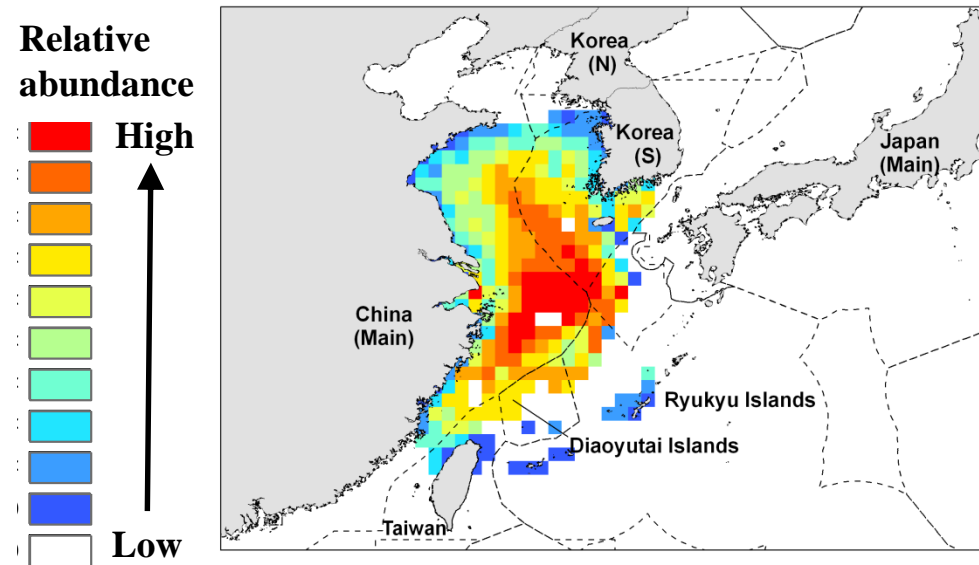 Relative
abundance
High
Low
Korea
(N)
Korea
(S)
Japan
(Main)
China
(Main)
Ryukyu Islands
Diaoyutai Islands
Taiwan